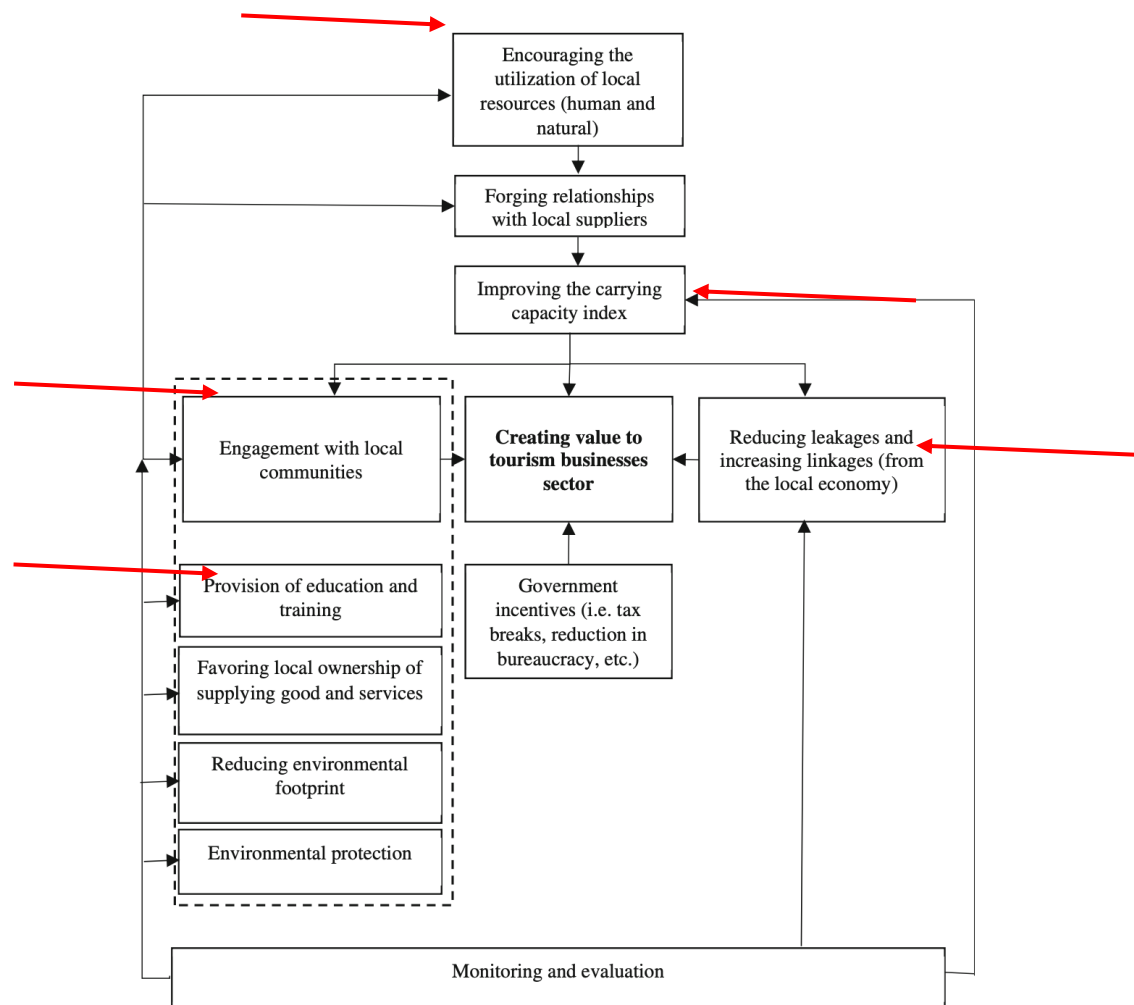 Encouraging the
utilization of local
resources (human and
natural)
Forging relationships
with local suppliers
Improving the carrying
capacity index
Engagement with local
communities
Creating value to
tourism businesses
sector
Reducing leakages and
increasing linkages (from
the local economy)
Provision of education and
training
Government
incentives (i.e. tax
breaks, reduction in
bureaucracy, etc.)
Favoring local ownership of
supplying good and services
Reducing environmental
footprint
Environmental protection
Monitoring and evaluation